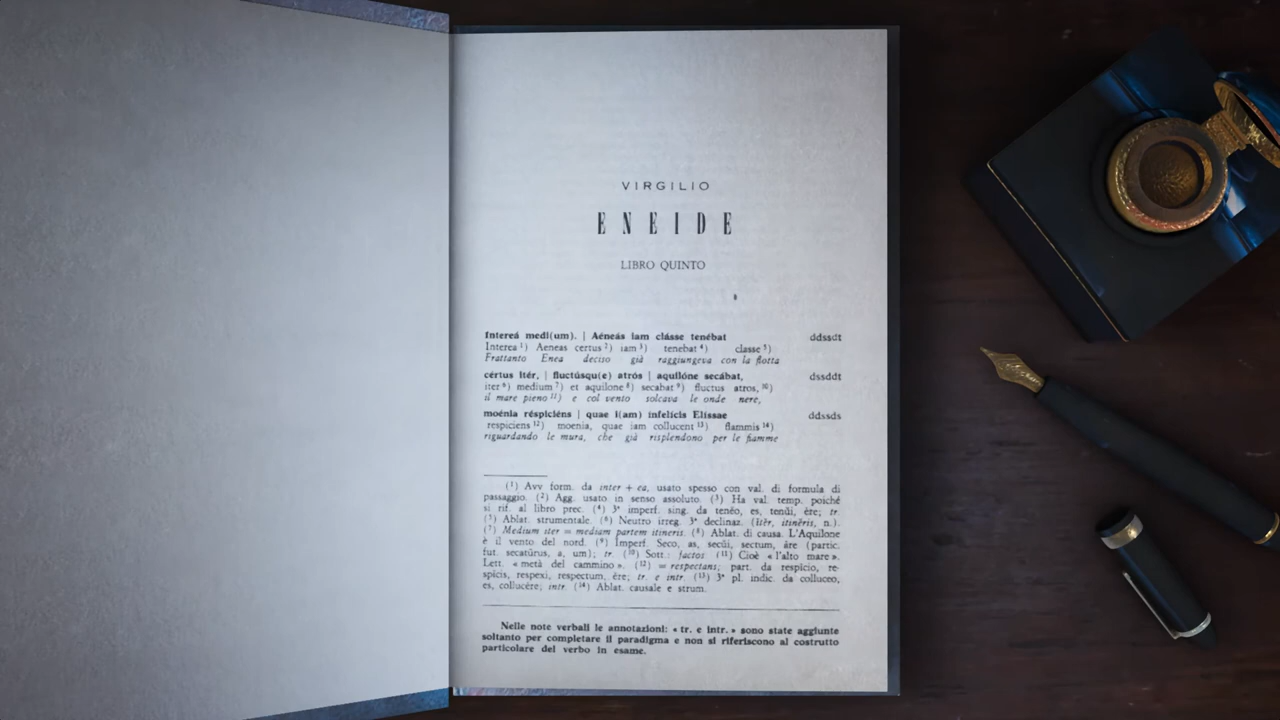 VIRGILIO
ENEIDE
LIBRO QUINTO
Intereá medi(um). | Aéneás iam clásse tenébat ddssdt
Interea ¹) Aeneas certus ²) iam ³) tenebat ⁴) classe ⁵)
Frattanto Enea deciso già raggiungeva con la flotta
cértus itér, | fluctúsqu(e) atrós | aquilóne secábat, dssddt
iter ⁶) medium ⁷) et aquilone ⁸) secabat ⁹) fluctus atros, ¹⁰)
il mare pieno ¹¹) e col vento solcava le onde nere,
moénia réspiciéns | quae i(am) infelícis Elíssae ddssds
respiciens ¹²) moenia, quae iam collucent ¹³) flammis ¹⁴)
riguardando le mura, che già risplendono per le fiamme
(¹) Avv form. da inter + ea, usato spesso con val. di formula di
passaggio. (²) Agg. usato in senso assoluto. (³) Ha val. temp. poiché
si rif. al libro prec. (⁴) 3ª imperf. sing. da tenĕo, es, tenŭi, ēre; tr.
(⁵) Ablat. strumentale. (⁶) Neutro irreg. 3ª declinaz. (itĕr, itinĕris, n.).
(⁷) Medium iter = mediam partem itineris. (⁸) Ablat. di causa. L'Aquilone
è il vento del nord. (⁹) Imperf. Seco, as, secŭi, sectum, āre (partic.
fut. secatūrus, a, um); tr. (¹⁰) Sott.: factos (¹¹) Cioè « l'alto mare ».
Lett. « metà del cammino ». (¹²) = respectans; part. da respicio, re-
spicis, respexi, respectum, ĕre; tr. e intr. (¹³) 3ª pl. indic. da colluceo,
es, collucēre; intr. (¹⁴) Ablat. causale e strum.
Nelle note verbali le annotazioni: « tr. e intr. » sono state aggiunte
soltanto per completare il paradigma e non si riferiscono al costrutto
particolare del verbo in esame.